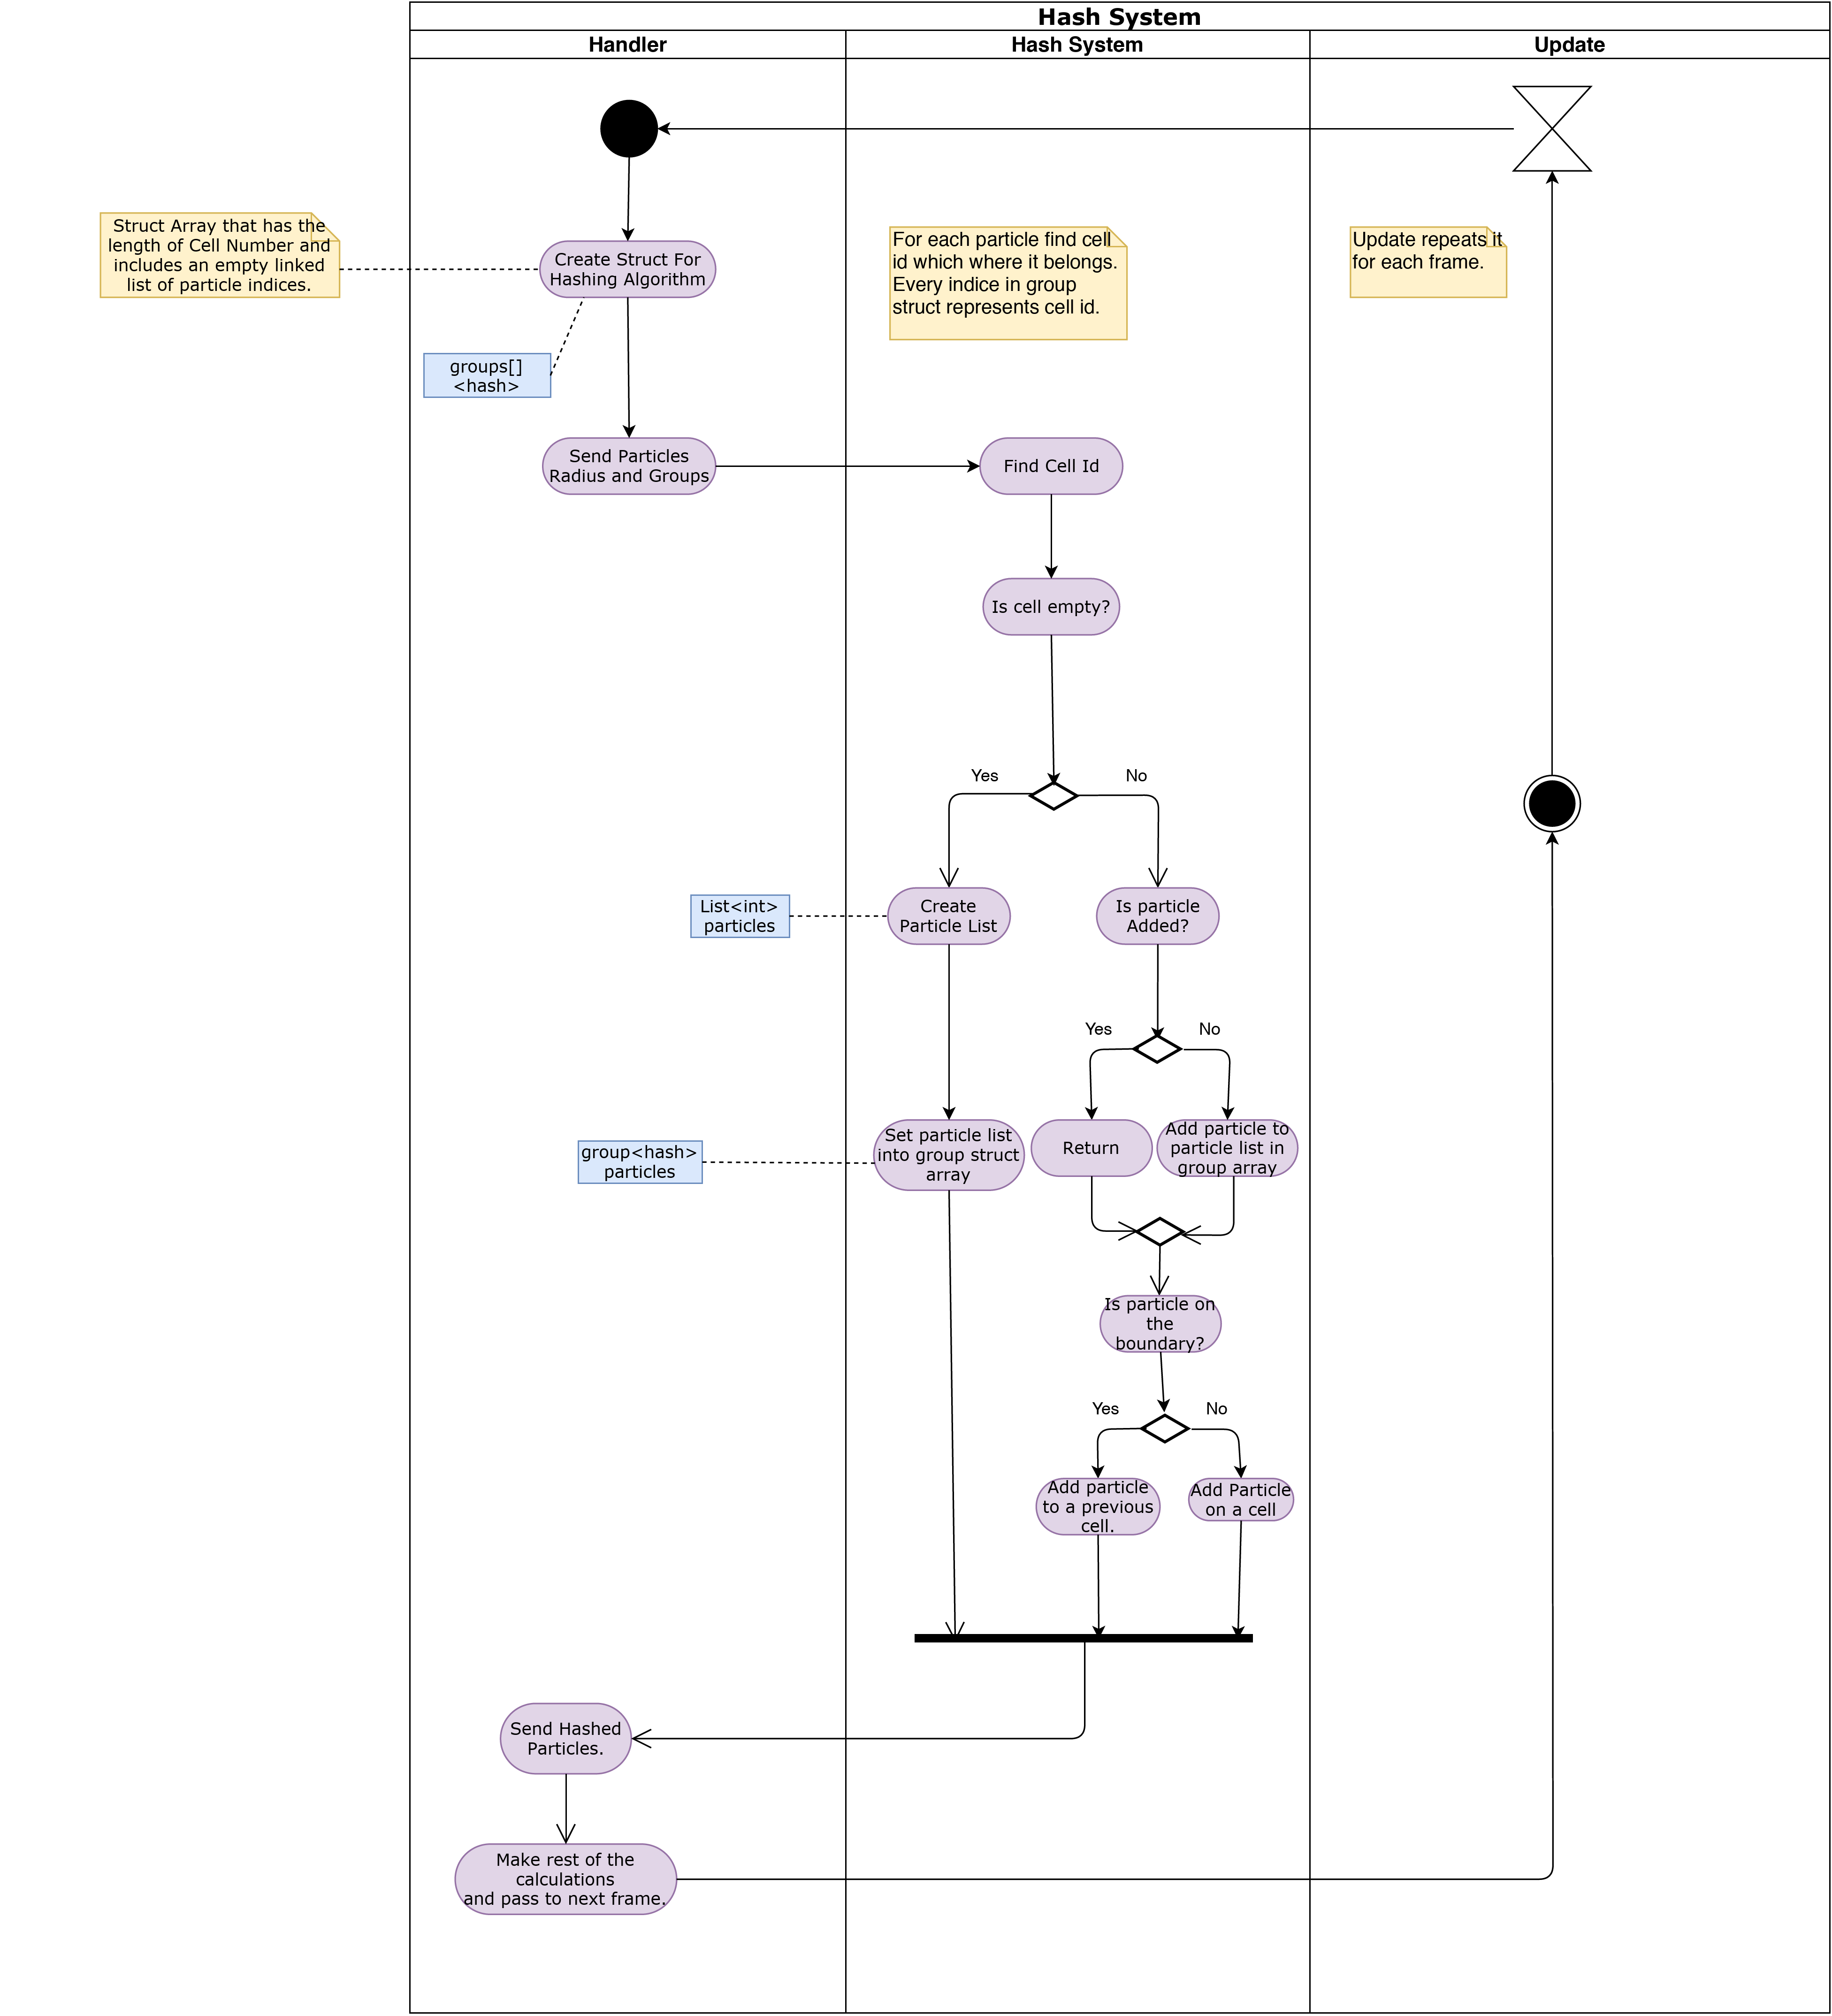 Hash System
Handler
Hash System
Update
Struct Array that has the
length of Cell Number and
includes an empty linked
list of particle indices.
Create Struct For
Hashing Algorithm
For each particle find cell
id which where it belongs.
Every indice in group
struct represents cell id.
Update repeats it
for each frame.
groups[]
<hash>
Send Particles
Radius and Groups
Find Cell Id
Is cell empty?
Yes
No
List<int>
particles
Create
Particle List
Is particle
Added?
Yes
No
group<hash>
particles
Set particle list
into group struct
array
Return
Add particle to
particle list in
group array
Is particle on
the
boundary?
Yes
No
Add particle
to a previous
cell.
Add Particle
on a cell
Send Hashed
Particles.
Make rest of the
calculations
and pass to next frame.